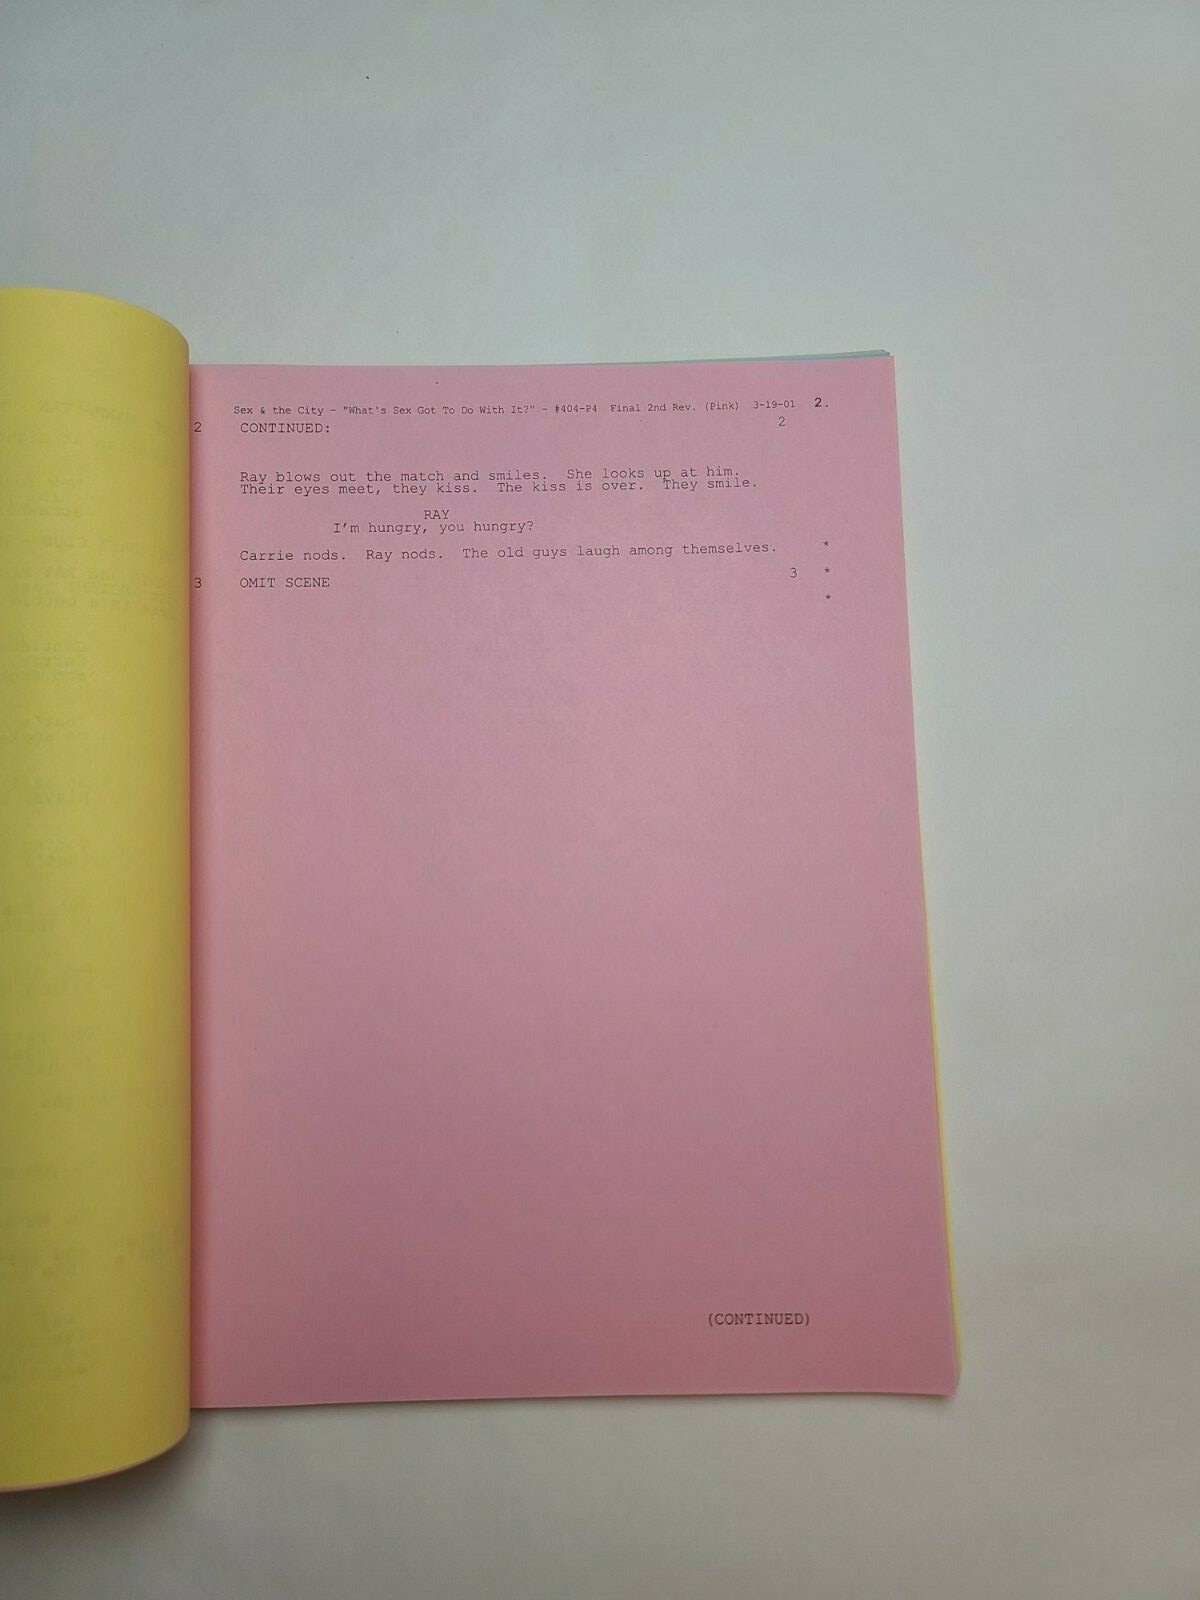 Sex & the City - "What's Sex Got To Do With It?" - #404-P4 Final 2nd Rev. (Pink) 3-19-01 2.
2 CONTINUED: 2
Ray blows out the match and smiles. She looks up at him.
Their eyes meet, they kiss. The kiss is over. They smile.
RAY
I'm hungry, you hungry?
Carrie nods. Ray nods. The old guys laugh among themselves. *
3 OMIT SCENE 3 *
*
(CONTINUED)